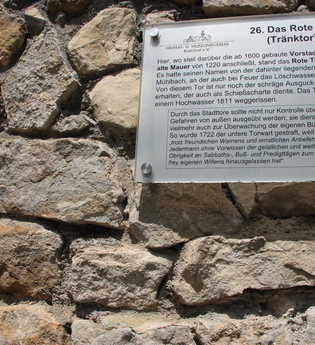 HEIMAT- U. MUSEUMSVEREIN
26. Das Rote
(Tränktor
Hier, wo weil darüber die ab 1600 gebaute Vorstad
alte Mauer von 1220 anschließt, stand das Rote T
Es hatte seinen Namen von der dahinter liegenden
Mühlbach, an der auch bei Feuer das Löschwasse
Von diesem Tor ist nur noch der schräge Ausguck,
erhalten, der auch als Schießscharte diente. Das T
einem Hochwasser 1811 weggerissen.
Durch das Stadttore sollte nicht nur Kontrolle übe
Gefahren von außen ausgeübt werden, sie dient
vielmehr auch zur Überwachung der eigenen Bü
So wurde 1722 der untere Torwart gestraft, weil
„trotz freundlichen Warnens und ernstlichen Anbefehle
Jedermann ohne Vorwissen der geistlichen und welt
Obrigkeit an Sabbaths-, Buß- und Predigttägen zum
frey eigenen Willens hinausgelassen hat".